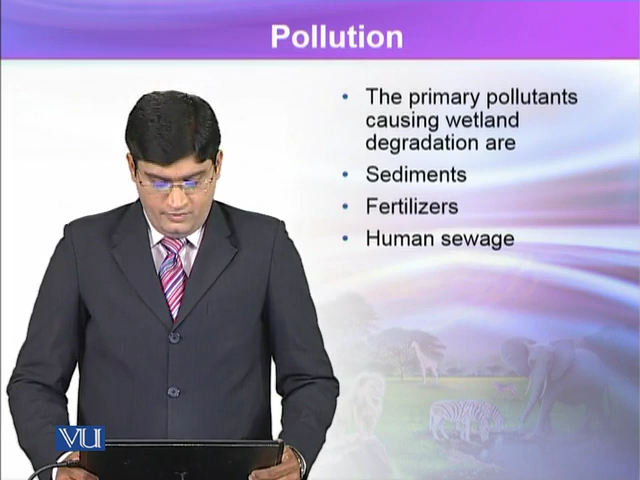 Pollution
• The primary pollutants
causing wetland
degradation are
• Sediments
• Fertilizers
• Human sewage
VU